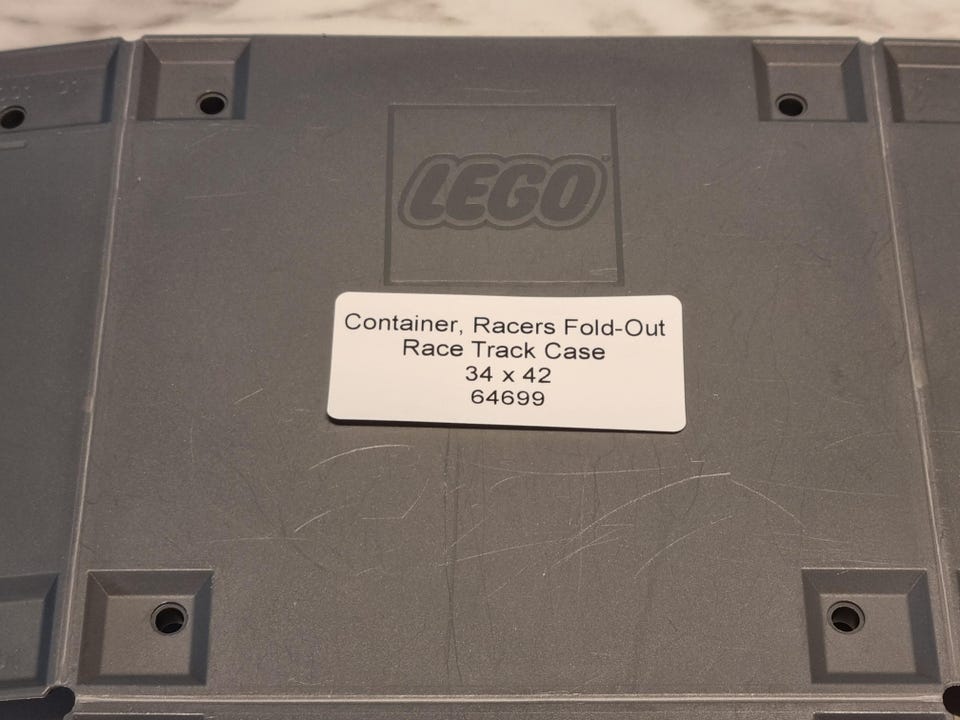 LEGO
Container, Racers Fold-Out
Race Track Case
34 x 42
64699